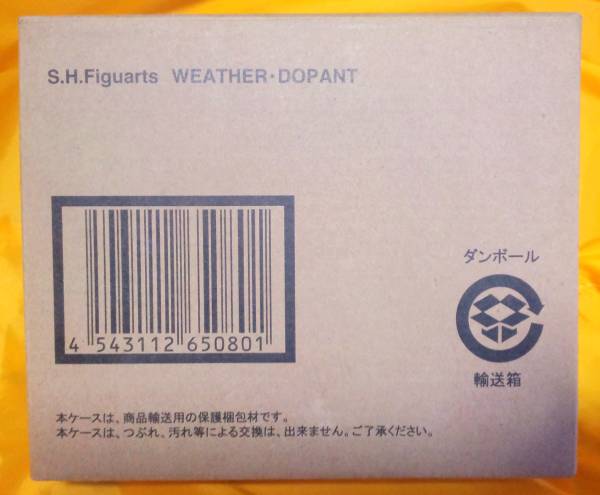 S.H.Figuarts WEATHER・DOPANT
ダンボール
4 543112 650801
輸送箱
本ケースは、商品輸送用の保護梱包材です。
本ケースは、つぶれ、汚れ等による交換は、出来ません。ご了承ください。